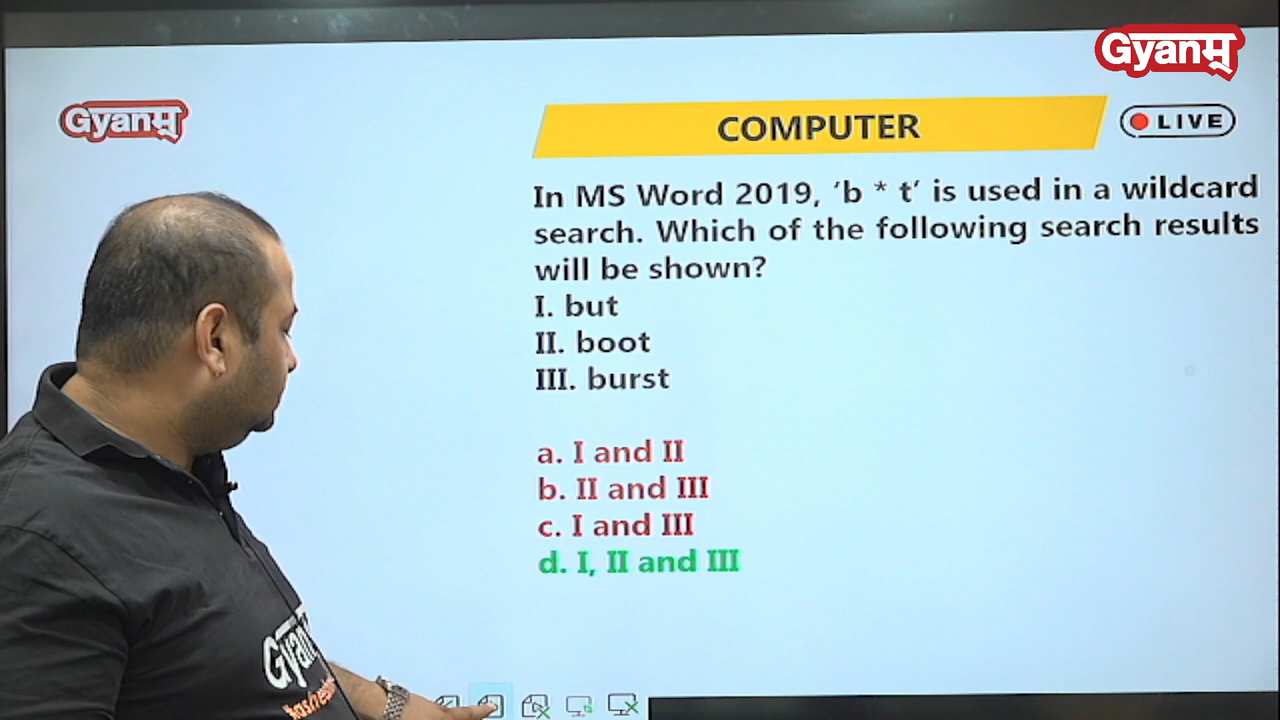 Gyanम्
Gyanम्
COMPUTER
LIVE
In MS Word 2019, ‘b * t’ is used in a wildcard
search. Which of the following search results
will be shown?
I. but
II. boot
III. burst
a. I and II
b. II and III
c. I and III
d. I, II and III